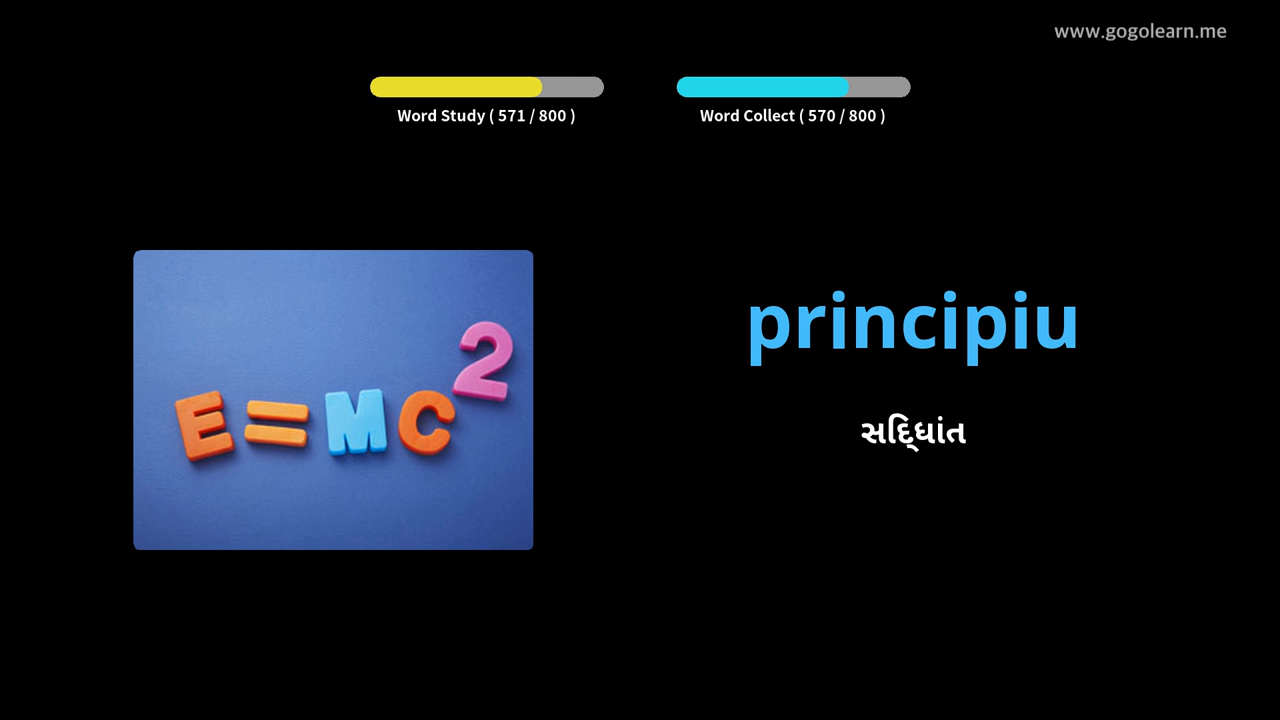 www.gogolearn.me
Word Study ( 571 / 800 )
Word Collect ( 570 / 800 )
E=MC2
principiu
સદ્ધિાંત